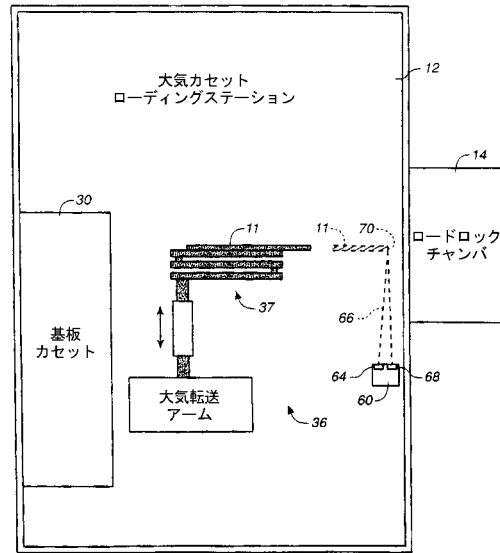 大気カセット
ローディングステーション
12
14
30
ロードロック
チャンバ
11
11
70
37
66
基板
カセット
64
60
68
大気転送
アーム
36